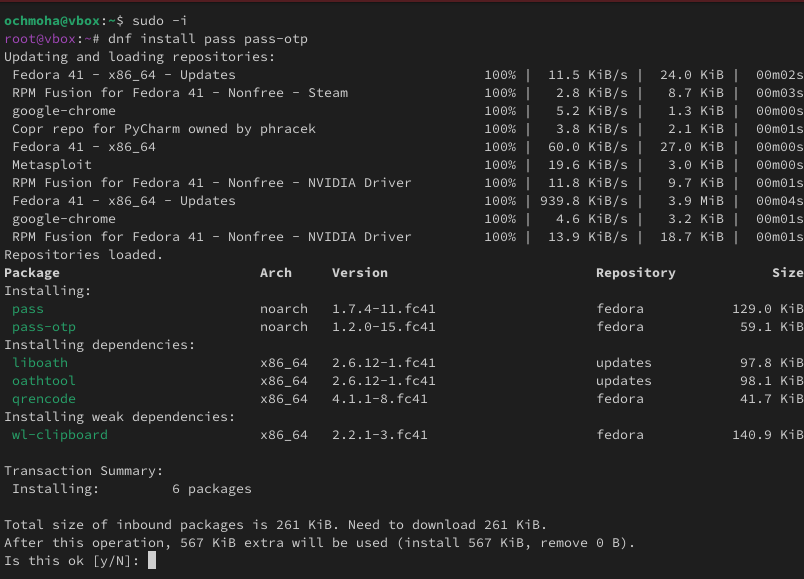 ochmoha@vbox:~$ sudo -i
root@vbox:~# dnf install pass pass-otp
Updating and loading repositories:
Fedora 41 - x86_64 - Updates 100% | 11.5 KiB/s | 24.0 KiB | 00m02s
RPM Fusion for Fedora 41 - Nonfree - Steam 100% | 2.8 KiB/s | 8.7 KiB | 00m03s
google-chrome 100% | 5.2 KiB/s | 1.3 KiB | 00m00s
Copr repo for PyCharm owned by phracek 100% | 3.8 KiB/s | 2.1 KiB | 00m01s
Fedora 41 - x86_64 100% | 60.0 KiB/s | 27.0 KiB | 00m00s
Metasploit 100% | 19.6 KiB/s | 3.0 KiB | 00m00s
RPM Fusion for Fedora 41 - Nonfree - NVIDIA Driver 100% | 11.8 KiB/s | 9.7 KiB | 00m01s
Fedora 41 - x86_64 - Updates 100% | 939.8 KiB/s | 3.9 MiB | 00m04s
google-chrome 100% | 4.6 KiB/s | 3.2 KiB | 00m01s
RPM Fusion for Fedora 41 - Nonfree - NVIDIA Driver 100% | 13.9 KiB/s | 18.7 KiB | 00m01s
Repositories loaded.
Package Arch Version Repository Size
Installing:
pass noarch 1.7.4-11.fc41 fedora 129.0 KiB
pass-otp noarch 1.2.0-15.fc41 fedora 59.1 KiB
Installing dependencies:
liboath x86_64 2.6.12-1.fc41 updates 97.8 KiB
oathtool x86_64 2.6.12-1.fc41 updates 98.1 KiB
qrencode x86_64 4.1.1-8.fc41 fedora 41.7 KiB
Installing weak dependencies:
wl-clipboard x86_64 2.2.1-3.fc41 fedora 140.9 KiB
Transaction Summary:
Installing: 6 packages
Total size of inbound packages is 261 KiB. Need to download 261 KiB.
After this operation, 567 KiB extra will be used (install 567 KiB, remove 0 B).
Is this ok [y/N]: